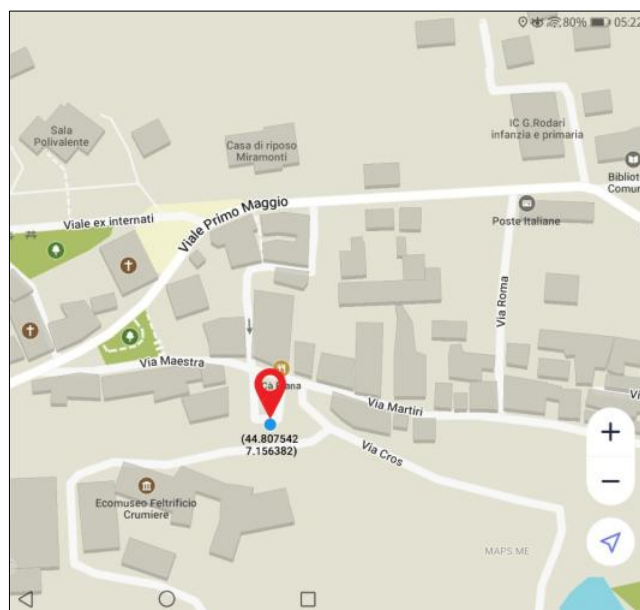 80% 05:22
Sala
Polivalente
Casa di riposo
Miramonti
IC G.Rodari
infanzia e primaria
Viale ex internati
Viale Primo Maggio
Poste Italiane
Via Roma
Via Maestra
Via Martiri
(44.807542
7.156382)
Via Cros
Ecomuseo Feltrificio
Crumiere
MAPS.ME